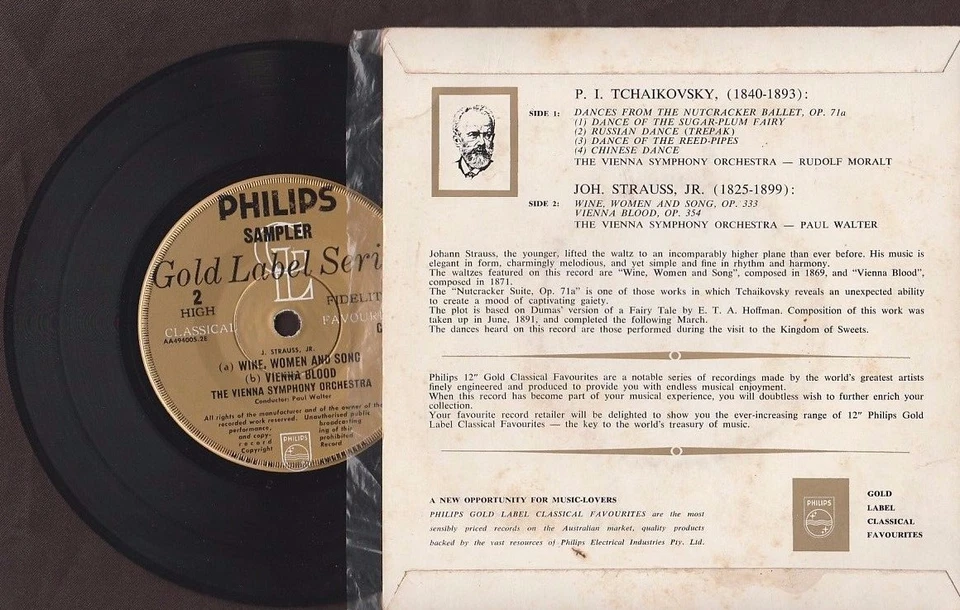 PHILIPS
SAMPLER
Gold Label Seri
GL
2
HIGH FIDELIT
CLASSICAL FAVOURI
AA494005.2E
J. STRAUSS, JR.
(a) WINE, WOMEN AND SONG
(b) VIENNA BLOOD
THE VIENNA SYMPHONY ORCHESTRA
Conductor: Paul Walter
All rights of the manufacturer and of the owner of the
recorded work reserved. Unauthorised public
performance, broadcasting
and copy- ing of this
record prohibited.
Copyright Record
PHILIPS
P. I. TCHAIKOVSKY, (1840-1893):
SIDE 1: DANCES FROM THE NUTCRACKER BALLET, OP. 71a
(1) DANCE OF THE SUGAR-PLUM FAIRY
(2) RUSSIAN DANCE (TREPAK)
(3) DANCE OF THE REED-PIPES
(4) CHINESE DANCE
THE VIENNA SYMPHONY ORCHESTRA — RUDOLF MORALT
JOH. STRAUSS, JR. (1825-1899):
SIDE 2: WINE, WOMEN AND SONG, OP. 333
VIENNA BLOOD, OP. 354
THE VIENNA SYMPHONY ORCHESTRA — PAUL WALTER
Johann Strauss, the younger, lifted the waltz to an incomparably higher plane than ever before. His music is
elegant in form, charmingly melodious, and yet simple and fine in rhythm and harmony.
The waltzes featured on this record are "Wine, Women and Song", composed in 1869, and "Vienna Blood",
composed in 1871.
The "Nutcracker Suite, Op. 71a" is one of those works in which Tchaikovsky reveals an unexpected ability
to create a mood of captivating gaiety.
The plot is based on Dumas' version of a Fairy Tale by E. T. A. Hoffman. Composition of this work was
taken up in June, 1891, and completed the following March.
The dances heard on this record are those performed during the visit to the Kingdom of Sweets.
Philips 12" Gold Classical Favourites are a notable series of recordings made by the world's greatest artists
finely engineered and produced to provide you with endless musical enjoyment.
When this record has become part of your musical experience, you will doubtless wish to further enrich your
collection.
Your favourite record retailer will be delighted to show you the ever-increasing range of 12" Philips Gold
Label Classical Favourites — the key to the world's treasury of music.
A NEW OPPORTUNITY FOR MUSIC-LOVERS
PHILIPS GOLD LABEL CLASSICAL FAVOURITES are the most
sensibly priced records on the Australian market, quality products
backed by the vast resources of Philips Electrical Industries Pty. Ltd.
PHILIPS
GOLD
LABEL
CLASSICAL
FAVOURITES